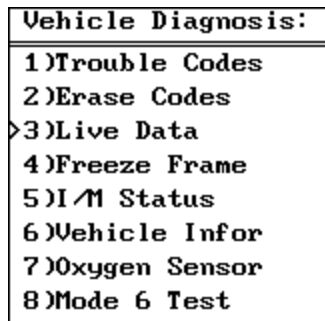 Vehicle Diagnosis:
1)Trouble Codes
2)Erase Codes
>3)Live Data
4)Freeze Frame
5)I/M Status
6)Vehicle Infor
7)Oxygen Sensor
8)Mode 6 Test